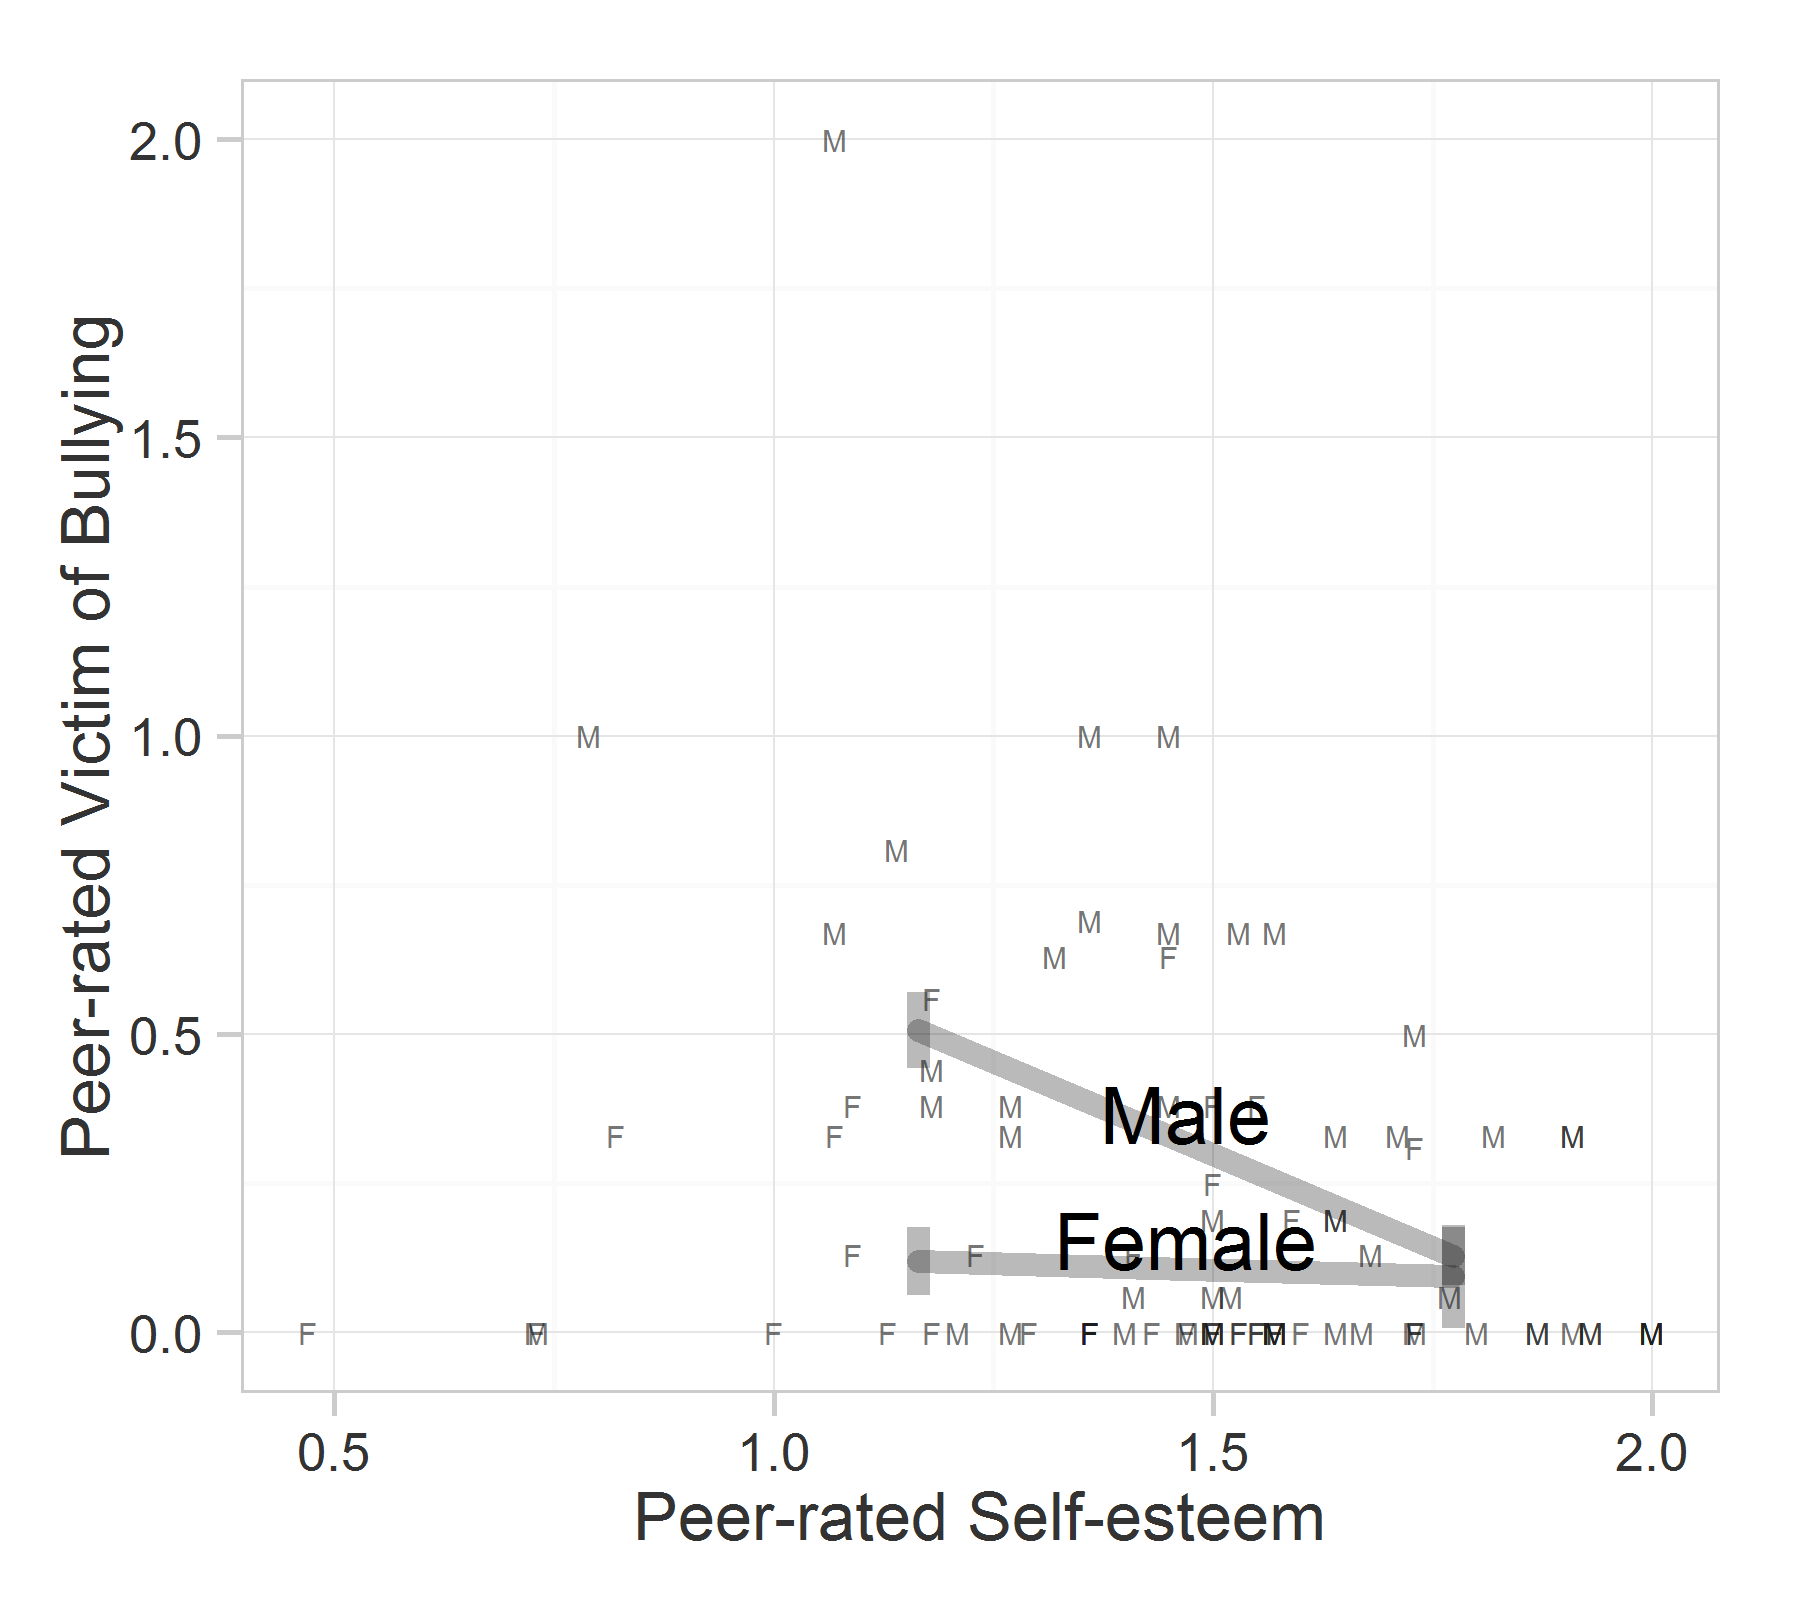 2.0
1.5
1.0
0.5
0.0
Peer-rated Victim of Bullying
M
M M M
M
M
M M M M
M F
F
M
M
F M M M F F
F F M M M F M M
F
M F M
F F F M
M M M M
F F M F F F M M F F M M F F M M F M F F M F M M F M M M M M M
Male
Female
0.5 1.0 1.5 2.0
Peer-rated Self-esteem